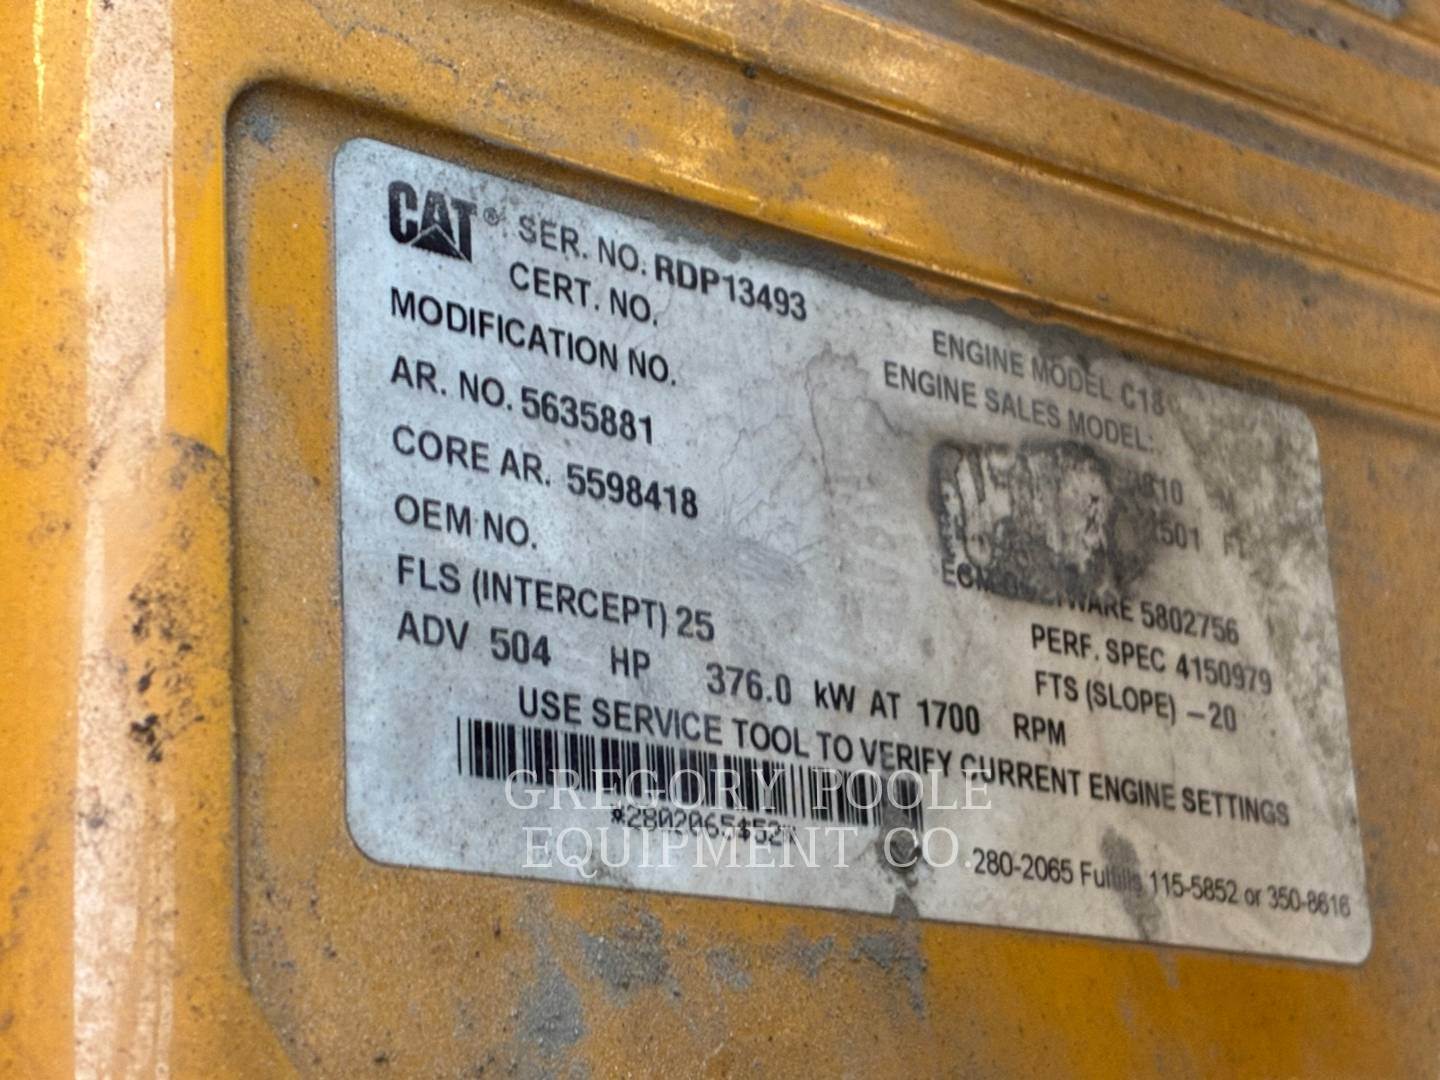 CAT® SER. NO. RDP13493
CERT. NO.
MODIFICATION NO.
AR. NO. 5635881
CORE AR. 5598418
OEM NO.
FLS (INTERCEPT) 25
ENGINE MODEL C18
ENGINE SALES MODEL:
5802756
PERF. SPEC 4150979
FTS (SLOPE) -20
ADV 504 HP 376.0 kW AT 1700 RPM
USE SERVICE TOOL TO VERIFY CURRENT ENGINE SETTINGS
GREGORY POOLE
EQUIPMENT CO.
280-2065 Fulfills 115-5852 or 350-8616